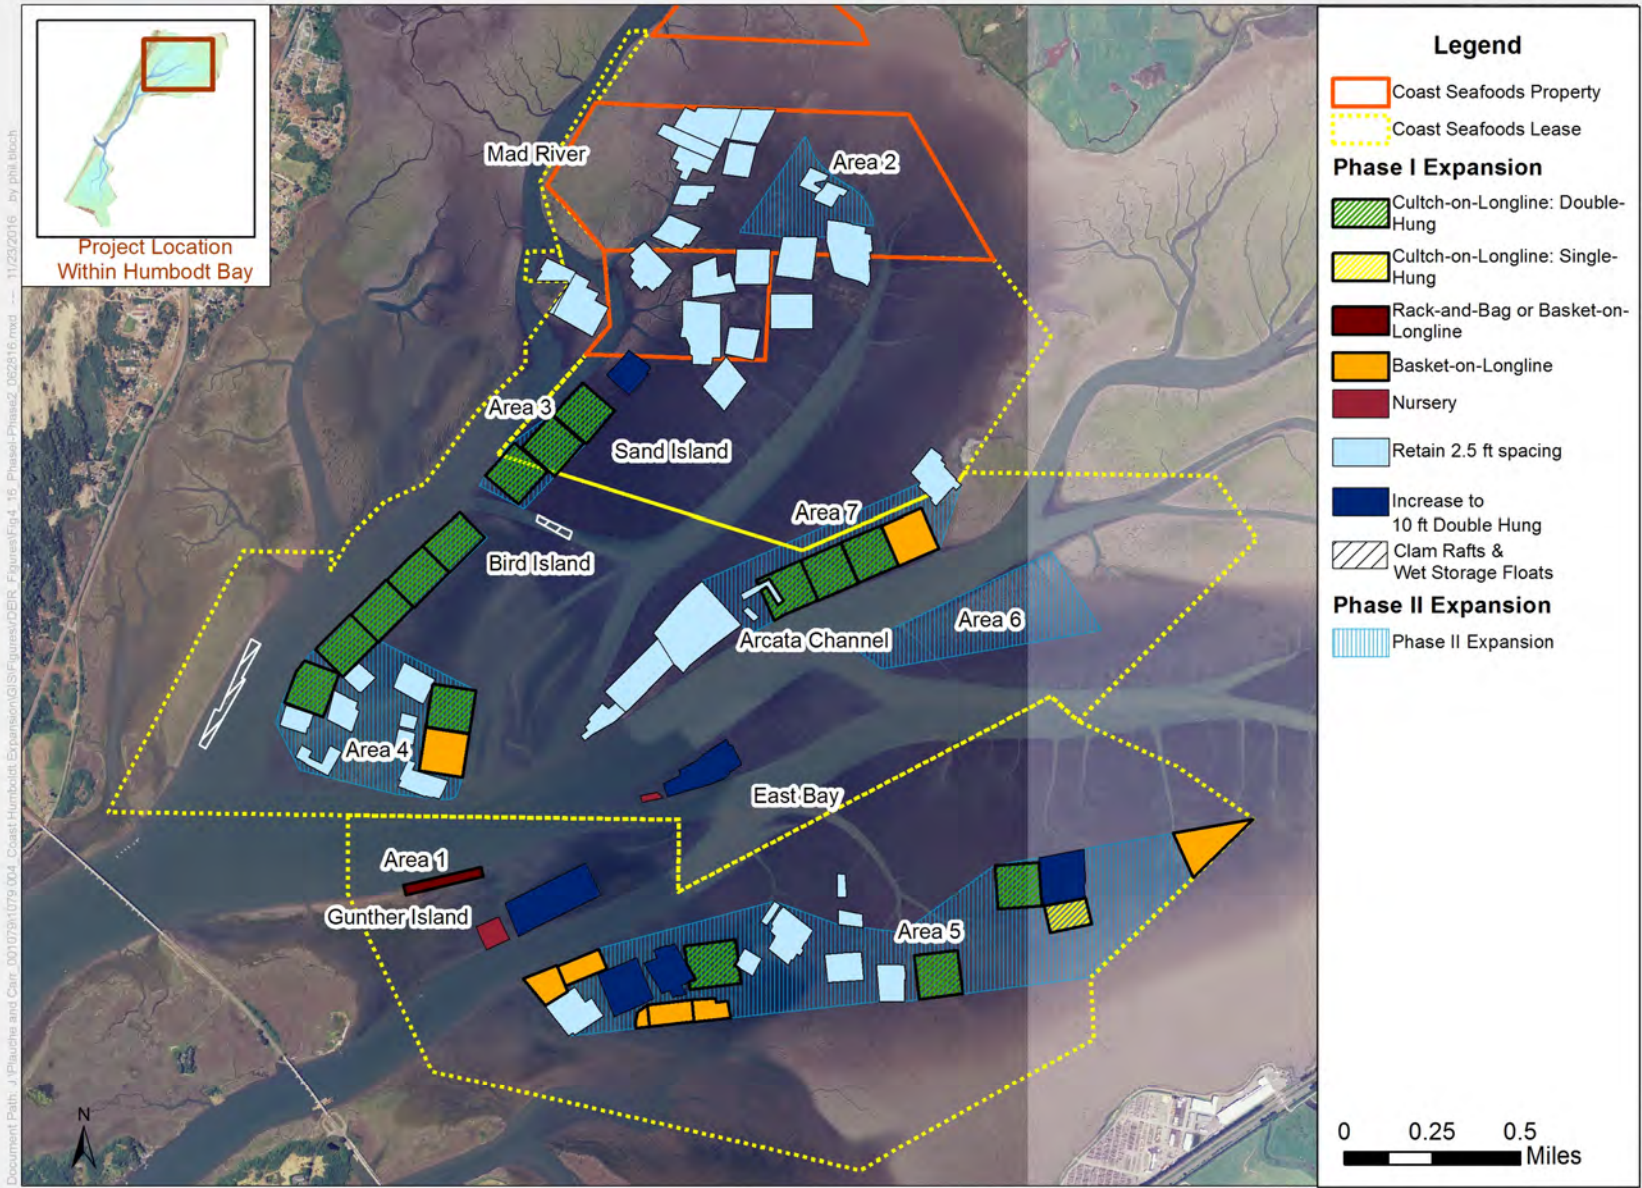 Project Location
Within Humbodt Bay
Mad River
Area 2
Area 3
Sand Island
Area 7
Bird Island
Area 6
Arcata Channel
Area 4
East Bay
Area 1
Gunther Island
Area 5
N
Legend
Coast Seafoods Property
Coast Seafoods Lease
Phase I Expansion
Cultch-on-Longline: Double-
Hung
Cultch-on-Longline: Single-
Hung
Rack-and-Bag or Basket-on-
Longline
Basket-on-Longline
Nursery
Retain 2.5 ft spacing
Increase to
10 ft Double Hung
Clam Rafts &
Wet Storage Floats
Phase II Expansion
Phase II Expansion
0 0.25 0.5
Miles